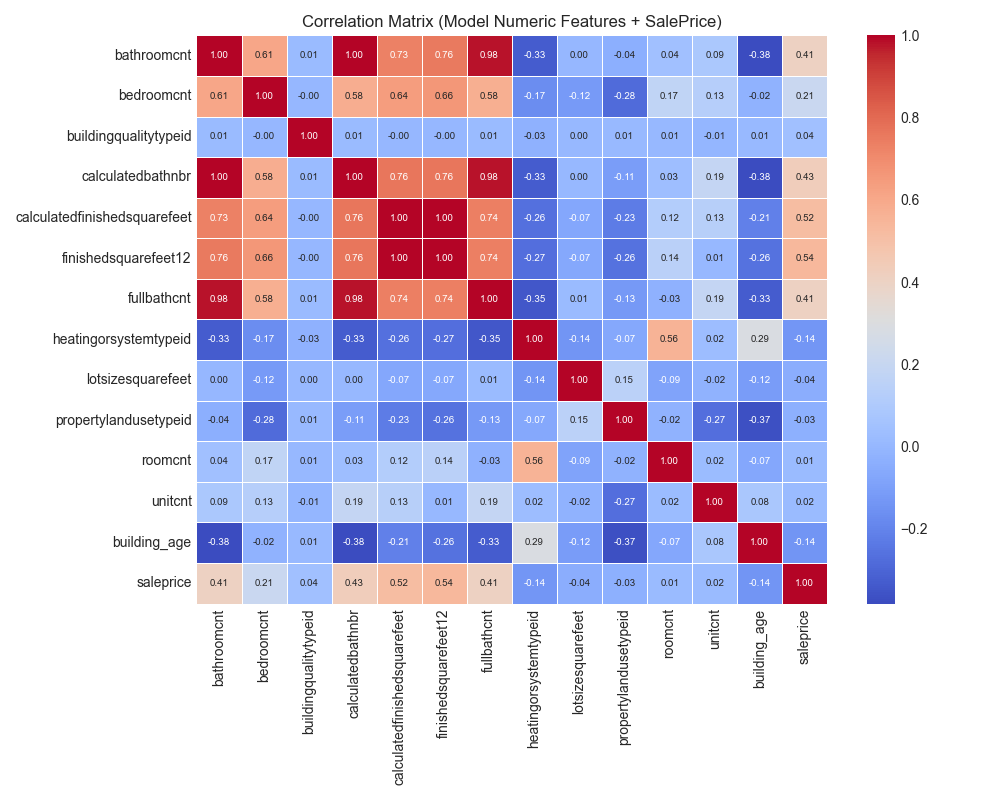 Correlation Matrix (Model Numeric Features + SalePrice)
bathroomcnt 1.00 0.61 0.01 1.00 0.73 0.76 0.98 -0.33 0.00 -0.04 0.04 0.09 -0.38 0.41
bedroomcnt 0.61 1.00 -0.00 0.58 0.64 0.66 0.58 -0.17 -0.12 -0.28 0.17 0.13 -0.02 0.21
buildingqualitytypeid 0.01 -0.00 1.00 0.01 -0.00 -0.00 0.01 -0.03 0.00 0.01 0.01 -0.01 0.01 0.04
calculatedbathnbr 1.00 0.58 0.01 1.00 0.76 0.76 0.98 -0.33 0.00 -0.11 0.03 0.19 -0.38 0.43
calculatedfinishedsquarefeet 0.73 0.64 -0.00 0.76 1.00 1.00 0.74 -0.26 -0.07 -0.23 0.12 0.13 -0.21 0.52
finishedsquarefeet12 0.76 0.66 -0.00 0.76 1.00 1.00 0.74 -0.27 -0.07 -0.26 0.14 0.01 -0.26 0.54
fullbathcnt 0.98 0.58 0.01 0.98 0.74 0.74 1.00 -0.35 0.01 -0.13 -0.03 0.19 -0.33 0.41
heatingorsystemtypeid -0.33 -0.17 -0.03 -0.33 -0.26 -0.27 -0.35 1.00 -0.14 -0.07 0.56 0.02 0.29 -0.14
lotsizesquarefeet 0.00 -0.12 0.00 0.00 -0.07 -0.07 0.01 -0.14 1.00 0.15 -0.09 -0.02 -0.12 -0.04
propertylandusetypeid -0.04 -0.28 0.01 -0.11 -0.23 -0.26 -0.13 -0.07 0.15 1.00 -0.02 -0.27 -0.37 -0.03
roomcnt 0.04 0.17 0.01 0.03 0.12 0.14 -0.03 0.56 -0.09 -0.02 1.00 0.02 -0.07 0.01
unitcnt 0.09 0.13 -0.01 0.19 0.13 0.01 0.19 0.02 -0.02 -0.27 0.02 1.00 0.08 0.02
building_age -0.38 -0.02 0.01 -0.38 -0.21 -0.26 -0.33 0.29 -0.12 -0.37 -0.07 0.08 1.00 -0.14
saleprice 0.41 0.21 0.04 0.43 0.52 0.54 0.41 -0.14 -0.04 -0.03 0.01 0.02 -0.14 1.00
bathroomcnt
bedroomcnt
buildingqualitytypeid
calculatedbathnbr
calculatedfinishedsquarefeet
finishedsquarefeet12
fullbathcnt
heatingorsystemtypeid
lotsizesquarefeet
propertylandusetypeid
roomcnt
unitcnt
building_age
saleprice
1.0
0.8
0.6
0.4
0.2
0.0
−0.2